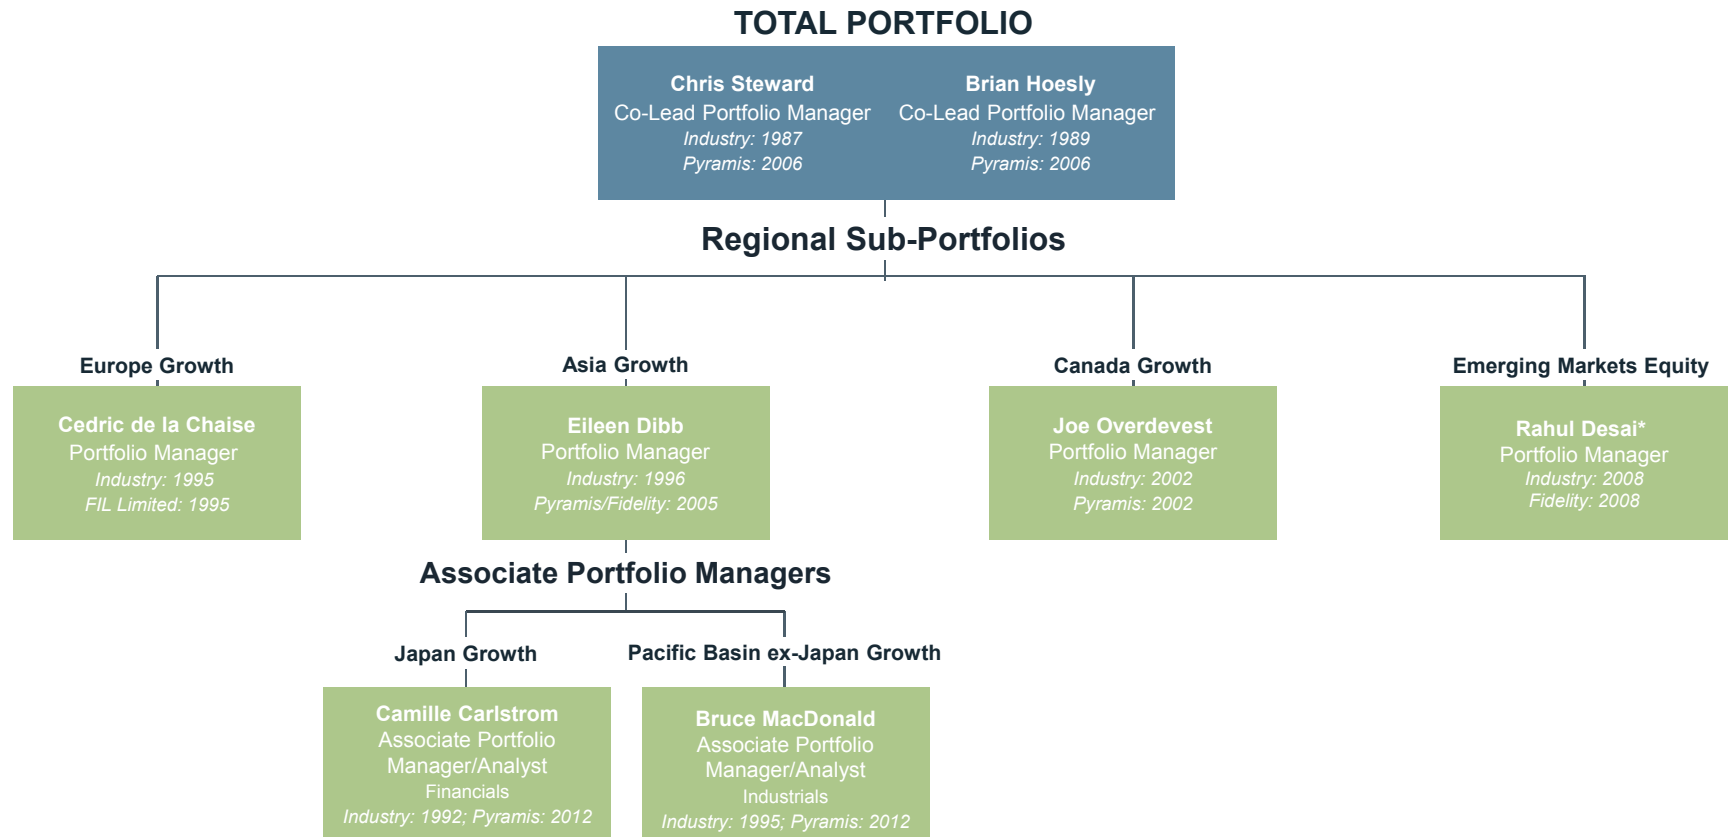 TOTAL PORTFOLIO
Chris Steward
Co-Lead Portfolio Manager
Industry: 1987
Pyramis: 2006
Brian Hoesly
Co-Lead Portfolio Manager
Industry: 1989
Pyramis: 2006
Regional Sub-Portfolios
Europe Growth
Cedric de la Chaise
Portfolio Manager
Industry: 1995
FIL Limited: 1995
Asia Growth
Eileen Dibb
Portfolio Manager
Industry: 1996
Pyramis/Fidelity: 2005
Canada Growth
Joe Overdevest
Portfolio Manager
Industry: 2002
Pyramis: 2002
Emerging Markets Equity
Rahul Desai*
Portfolio Manager
Industry: 2008
Fidelity: 2008
Associate Portfolio Managers
Japan Growth
Camille Carlstrom
Associate Portfolio
Manager/Analyst
Financials
Industry: 1992; Pyramis: 2012
Pacific Basin ex-Japan Growth
Bruce MacDonald
Associate Portfolio
Manager/Analyst
Industrials
Industry: 1995; Pyramis: 2012